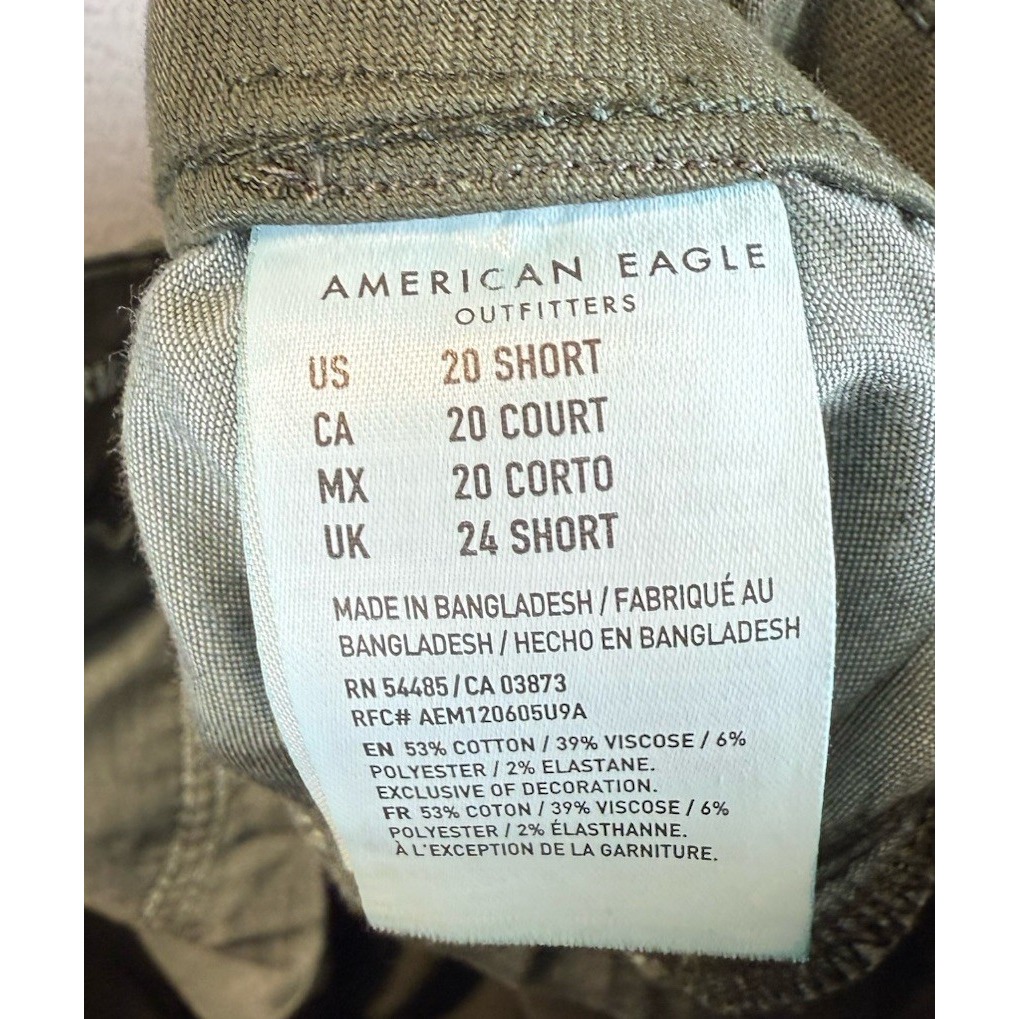 AMERICAN EAGLE
OUTFITTERS
US 20 SHORT
CA 20 COURT
MX 20 CORTO
UK 24 SHORT
MADE IN BANGLADESH / FABRIQUÉ AU
BANGLADESH / HECHO EN BANGLADESH
RN 54485 / CA 03873
RFC# AEM120605U9A
EN 53% COTTON / 39% VISCOSE / 6%
POLYESTER / 2% ELASTANE.
EXCLUSIVE OF DECORATION.
FR 53% COTON / 39% VISCOSE / 6%
POLYESTER / 2% ÉLASTHANNE.
À L'EXCEPTION DE LA GARNITURE.